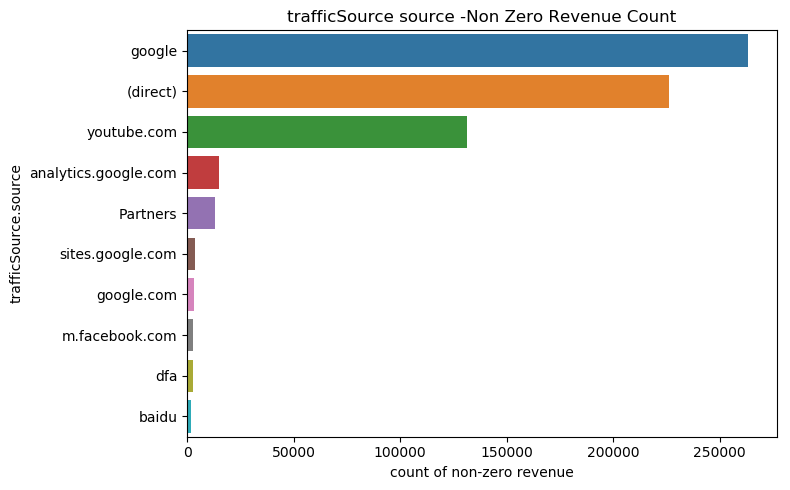 trafficSource source -Non Zero Revenue Count
trafficSource.source
google
(direct)
youtube.com
analytics.google.com
Partners
sites.google.com
google.com
m.facebook.com
dfa
baidu
0 50000 100000 150000 200000 250000
count of non-zero revenue